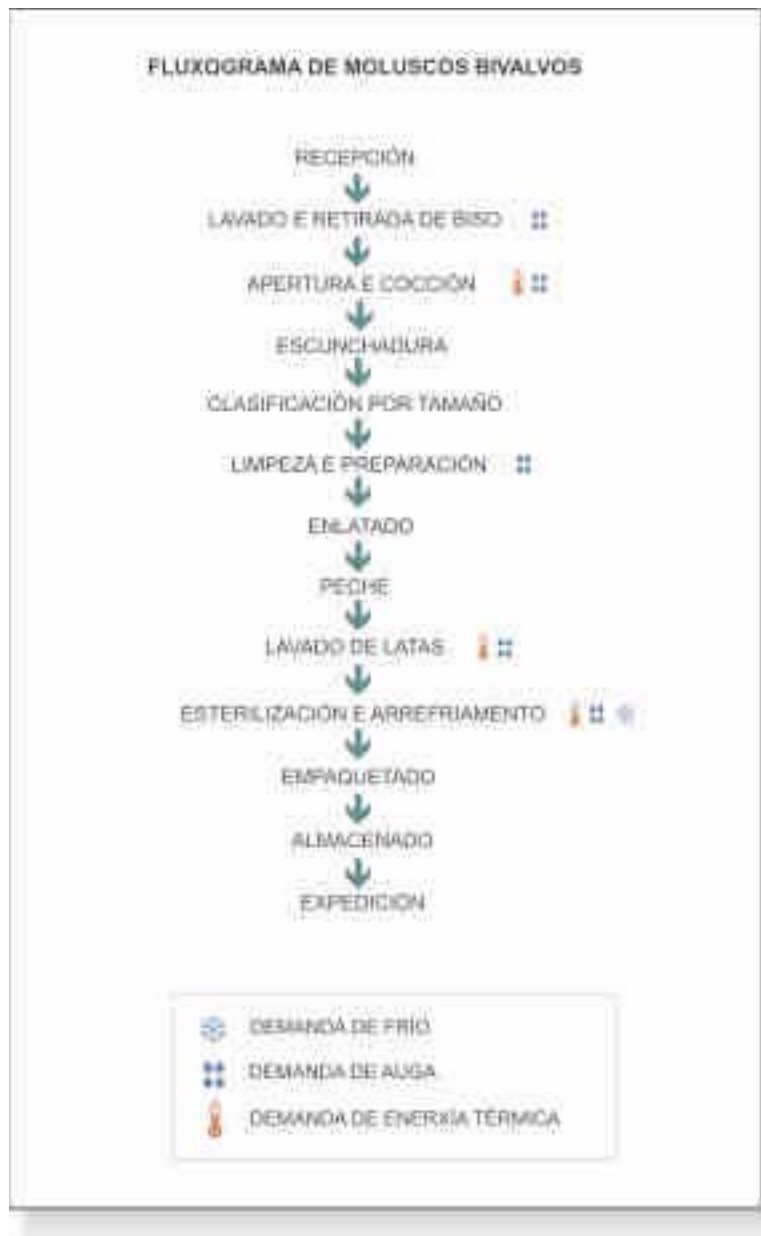 FLUXOGRAMA DE MOLUSCOS BIVALVOS
RECEPCIÓN
LAVADO E RETIRADA DE BISO
APERTURA E COCCIÓN
ESCUNCHADURA
CLASIFICACIÓN POR TAMAÑO
LIMPEZA E PREPARACIÓN
ENLATADO
PECHE
LAVADO DE LATAS
ESTERILIZACIÓN E ARREFRIAMENTO
EMPAQUETADO
ALMACENADO
EXPEDICIÓN
DEMANDA DE FRÍO
DEMANDA DE AUGA
DEMANDA DE ENERXÍA TÉRMICA